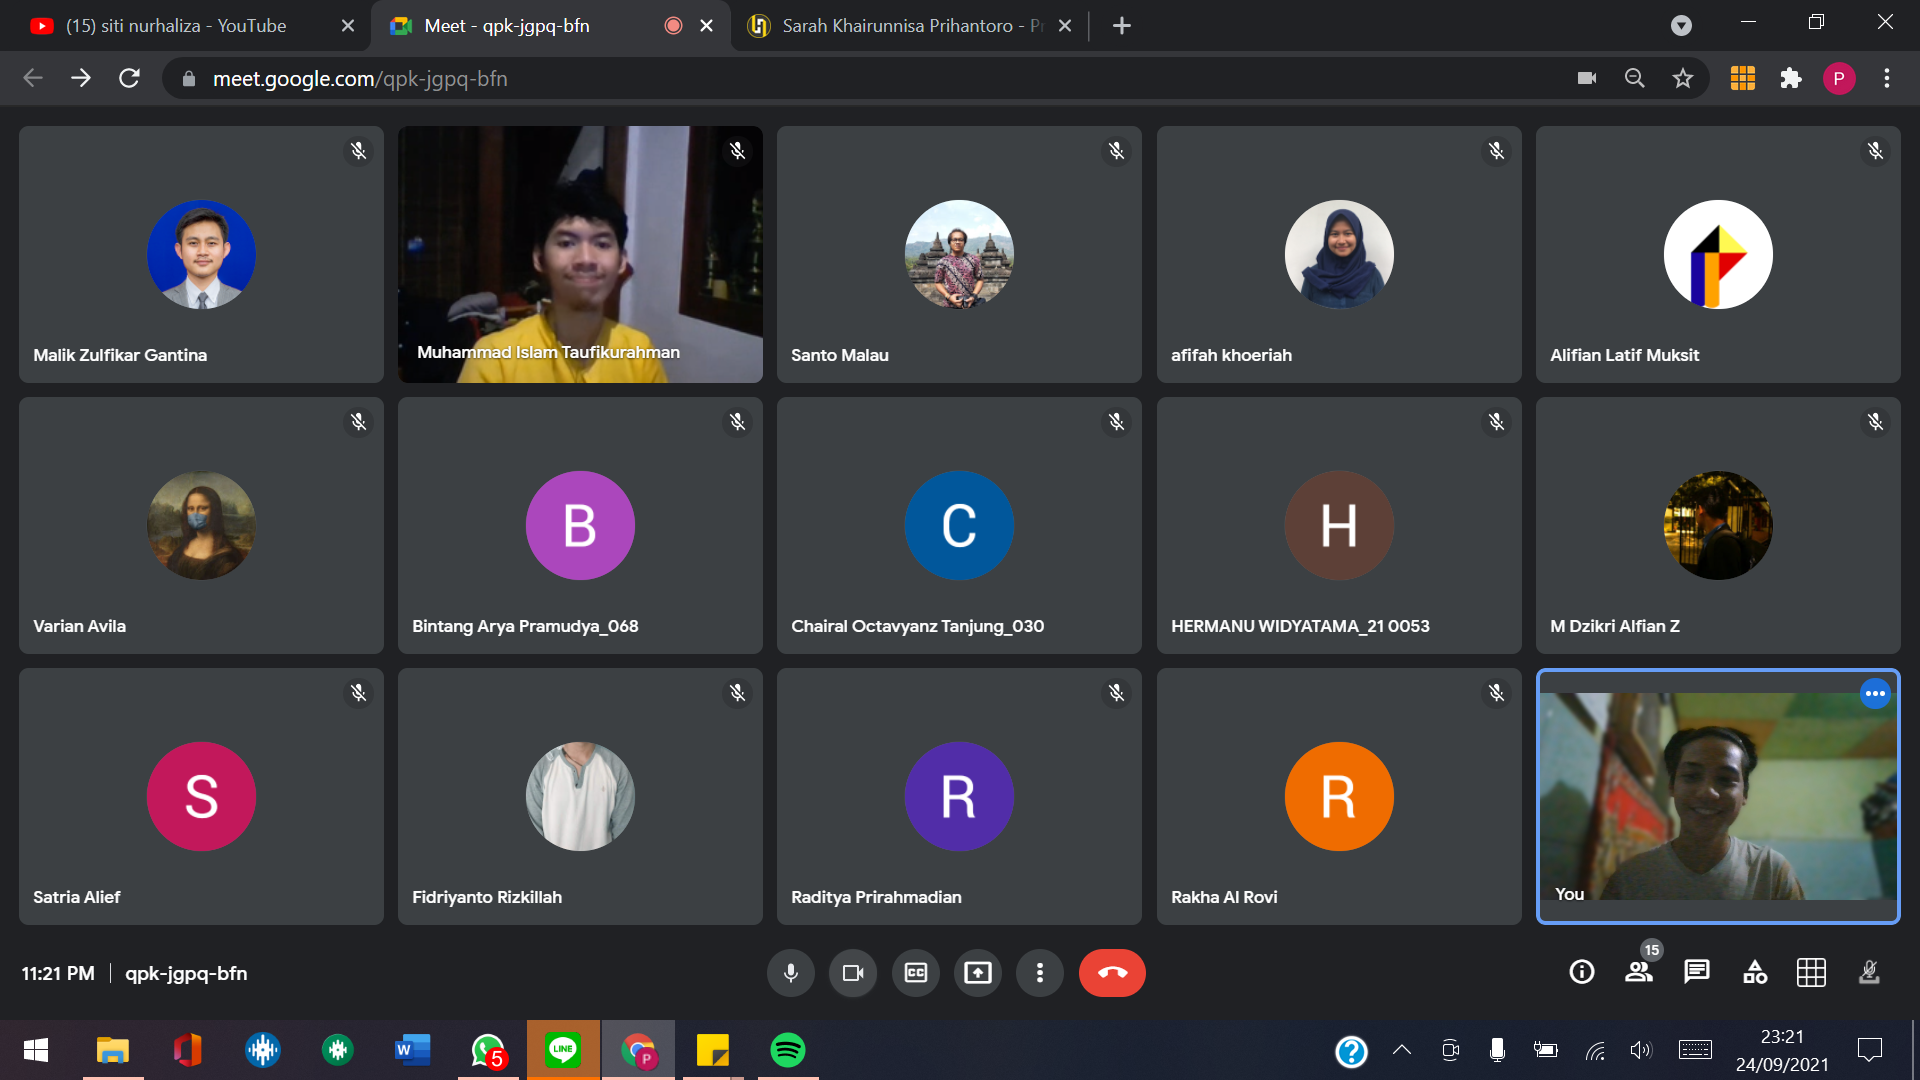 (15) siti nurhaliza - YouTube
Meet - qpk-jgpq-bfn
Sarah Khairunnisa Prihantoro - Pr
meet.google.com/qpk-jgpq-bfn
P
Malik Zulfikar Gantina
Muhammad Islam Taufikurahman
Santo Malau
afifah khoeriah
Alifian Latif Muksit
B
C
H
Varian Avila
Bintang Arya Pramudya_068
Chairal Octavyanz Tanjung_030
HERMANU WIDYATAMA_21 0053
M Dzikri Alfian Z
S
R
R
Satria Alief
Fidriyanto Rizkillah
Raditya Prirahmadian
Rakha Al Rovi
You
11:21 PM
qpk-jgpq-bfn
CC
15
W
5
LINE
P
?
23:21
24/09/2021